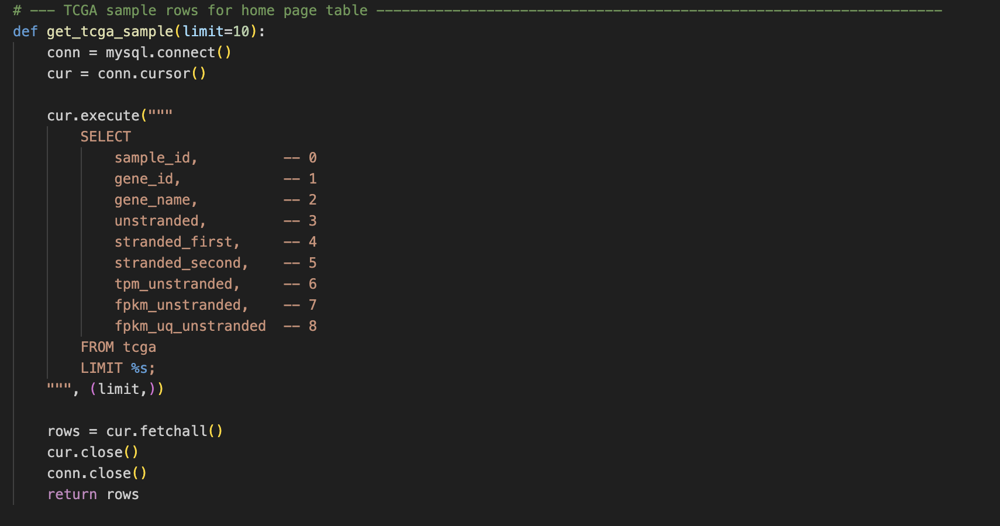 # --- TCGA sample rows for home page table -------------------------------------------------------------------
def get_tcga_sample(limit=10):
    conn = mysql.connect()
    cur = conn.cursor()

    cur.execute("""
        SELECT
            sample_id,          -- 0
            gene_id,            -- 1
            gene_name,          -- 2
            unstranded,         -- 3
            stranded_first,     -- 4
            stranded_second,    -- 5
            tpm_unstranded,     -- 6
            fpkm_unstranded,    -- 7
            fpkm_uq_unstranded  -- 8
        FROM tcga
        LIMIT %s;
    """, (limit,))

    rows = cur.fetchall()
    cur.close()
    conn.close()
    return rows